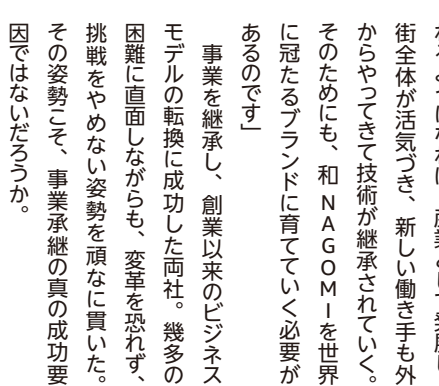 街全体が活気づき、新しい働き手も外
からやってきて技術が継承されていく。
そのためにも、和 NAGOMIを世界
に冠たるブランドに育てていく必要が
あるのです」
　事業を継承し、創業以来のビジネス
モデルの転換に成功した両社。幾多の
困難に直面しながらも、変革を恐れず、
挑戦をやめない姿勢を頑なに貫いた。
その姿勢こそ、事業承継の真の成功要
因ではないだろうか。